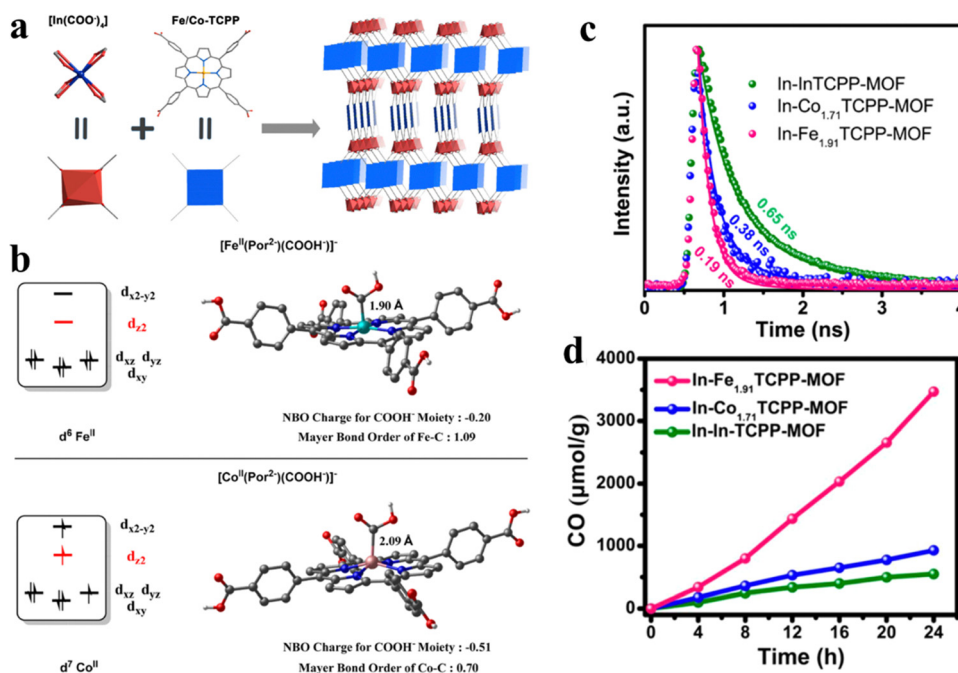 a
[In(COO⁻)₄]
Fe/Co-TCPP
=
+
=
b
[Feᴵᴵ(Por²⁻)(COOH⁻)]⁻
dx2-y2
dz2
dxz dyz
dxy
d⁶ Feᴵᴵ
1.90 Å
NBO Charge for COOH⁻ Moiety : -0.20
Mayer Bond Order of Fe-C : 1.09
[Coᴵᴵ(Por²⁻)(COOH⁻)]⁻
dx2-y2
dz2
dxz dyz
dxy
d⁷ Coᴵᴵ
2.09 Å
NBO Charge for COOH⁻ Moiety : -0.51
Mayer Bond Order of Co-C : 0.70
c
Intensity (a.u.)
In-InTCPP-MOF
In-Co₁.₇₁TCPP-MOF
In-Fe₁.₉₁TCPP-MOF
0.65 ns
0.38 ns
0.19 ns
0 1 2 3 4
Time (ns)
d
CO (μmol/g)
4000
3000
2000
1000
0
In-Fe₁.₉₁TCPP-MOF
In-Co₁.₇₁TCPP-MOF
In-In-TCPP-MOF
0 4 8 12 16 20 24
Time (h)